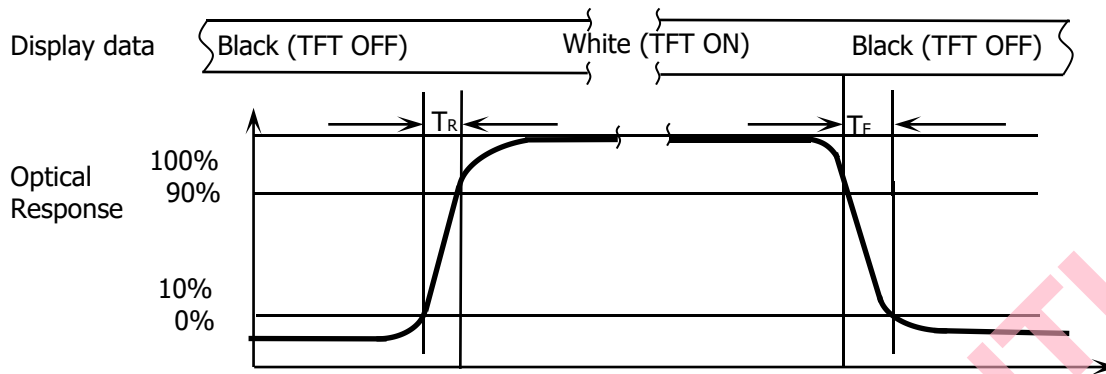 Display data
Black (TFT OFF)
White (TFT ON)
Black (TFT OFF)
TR
TF
100%
Optical
90%
Response
10%
0%